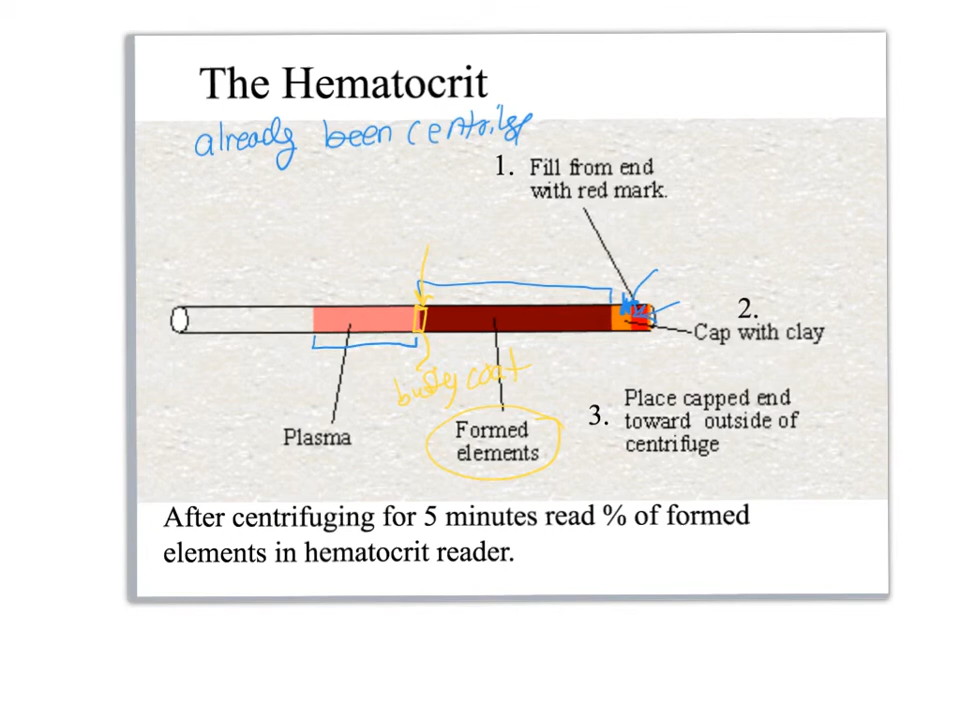 The Hematocrit
already been centrifuge
1. Fill from end
with red mark.
2.
Cap with clay
buffy coat
3. Place capped end
toward outside of
centrifuge
Plasma
Formed
elements
After centrifuging for 5 minutes read % of formed
elements in hematocrit reader.